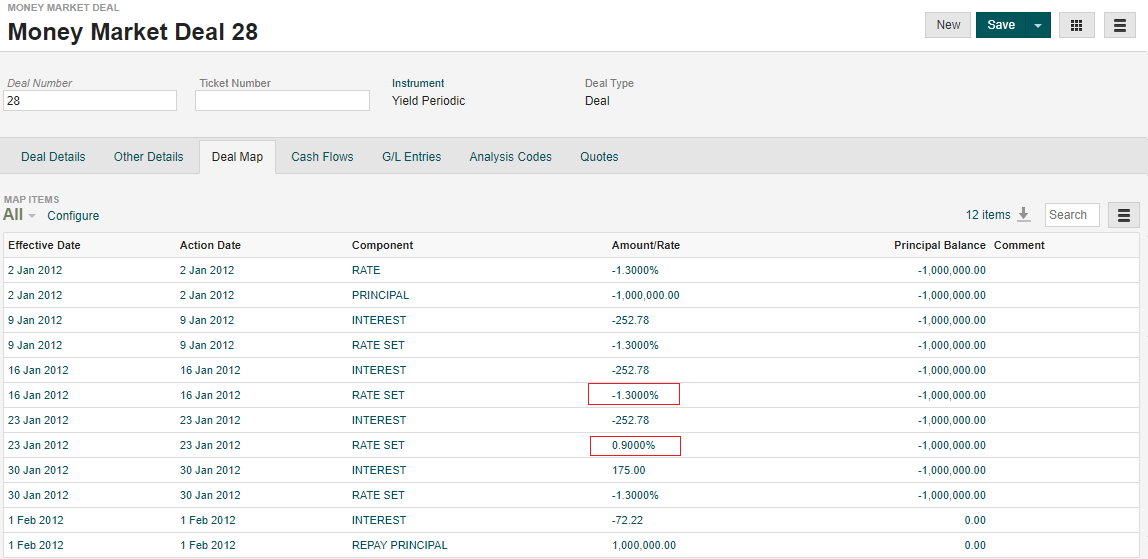 MONEY MARKET DEAL
Money Market Deal 28
New Save
Deal Number Ticket Number Instrument Deal Type
28 Yield Periodic Deal
Deal Details Other Details Deal Map Cash Flows G/L Entries Analysis Codes Quotes
MAP ITEMS
All Configure 12 items Search
Effective Date Action Date Component Amount/Rate Principal Balance Comment
2 Jan 2012 2 Jan 2012 RATE -1.3000% -1,000,000.00
2 Jan 2012 2 Jan 2012 PRINCIPAL -1,000,000.00 -1,000,000.00
9 Jan 2012 9 Jan 2012 INTEREST -252.78 -1,000,000.00
9 Jan 2012 9 Jan 2012 RATE SET -1.3000% -1,000,000.00
16 Jan 2012 16 Jan 2012 INTEREST -252.78 -1,000,000.00
16 Jan 2012 16 Jan 2012 RATE SET -1.3000% -1,000,000.00
23 Jan 2012 23 Jan 2012 INTEREST -252.78 -1,000,000.00
23 Jan 2012 23 Jan 2012 RATE SET 0.9000% -1,000,000.00
30 Jan 2012 30 Jan 2012 INTEREST 175.00 -1,000,000.00
30 Jan 2012 30 Jan 2012 RATE SET -1.3000% -1,000,000.00
1 Feb 2012 1 Feb 2012 INTEREST -72.22 0.00
1 Feb 2012 1 Feb 2012 REPAY PRINCIPAL 1,000,000.00 0.00